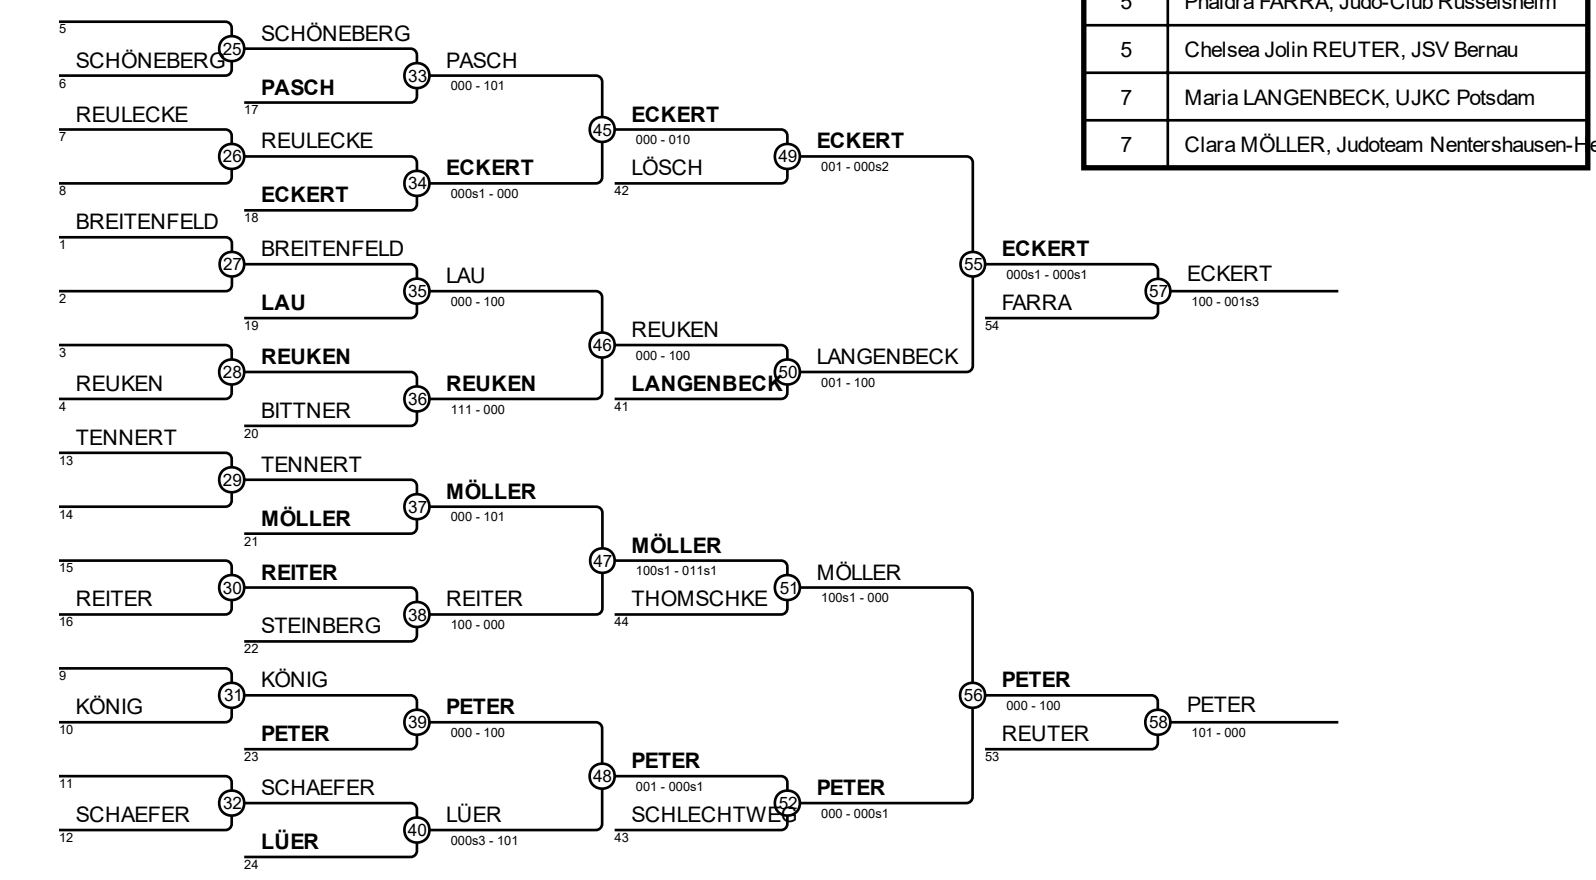 5 Phaidra FARRA, Judo-Club Rüsselsheim
5 Chelsea Jolin REUTER, JSV Bernau
7 Maria LANGENBECK, UJKC Potsdam
7 Clara MÖLLER, Judoteam Nentershausen-He
5
SCHÖNEBERG
6
25
SCHÖNEBERG
PASCH
17
33
PASCH
000 - 101
REULECKE
7
8
26
REULECKE
ECKERT
18
34
ECKERT
000s1 - 000
45
ECKERT
000 - 010
LÖSCH
42
49
ECKERT
001 - 000s2
BREITENFELD
1
2
27
BREITENFELD
LAU
19
35
LAU
000 - 100
3
REUKEN
4
28
REUKEN
BITTNER
20
36
REUKEN
111 - 000
46
REUKEN
000 - 100
LANGENBECK
41
50
LANGENBECK
001 - 100
55
ECKERT
000s1 - 000s1
FARRA
54
57
ECKERT
100 - 001s3
TENNERT
13
14
29
TENNERT
MÖLLER
21
37
MÖLLER
000 - 101
15
REITER
16
30
REITER
STEINBERG
22
38
REITER
100 - 000
47
MÖLLER
100s1 - 011s1
THOMSCHKE
44
51
MÖLLER
100s1 - 000
9
KÖNIG
10
31
KÖNIG
PETER
23
39
PETER
000 - 100
11
SCHAEFER
12
32
SCHAEFER
LÜER
24
40
LÜER
000s3 - 101
48
PETER
001 - 000s1
SCHLECHTWEG
43
52
PETER
000 - 000s1
56
PETER
000 - 100
REUTER
53
58
PETER
101 - 000